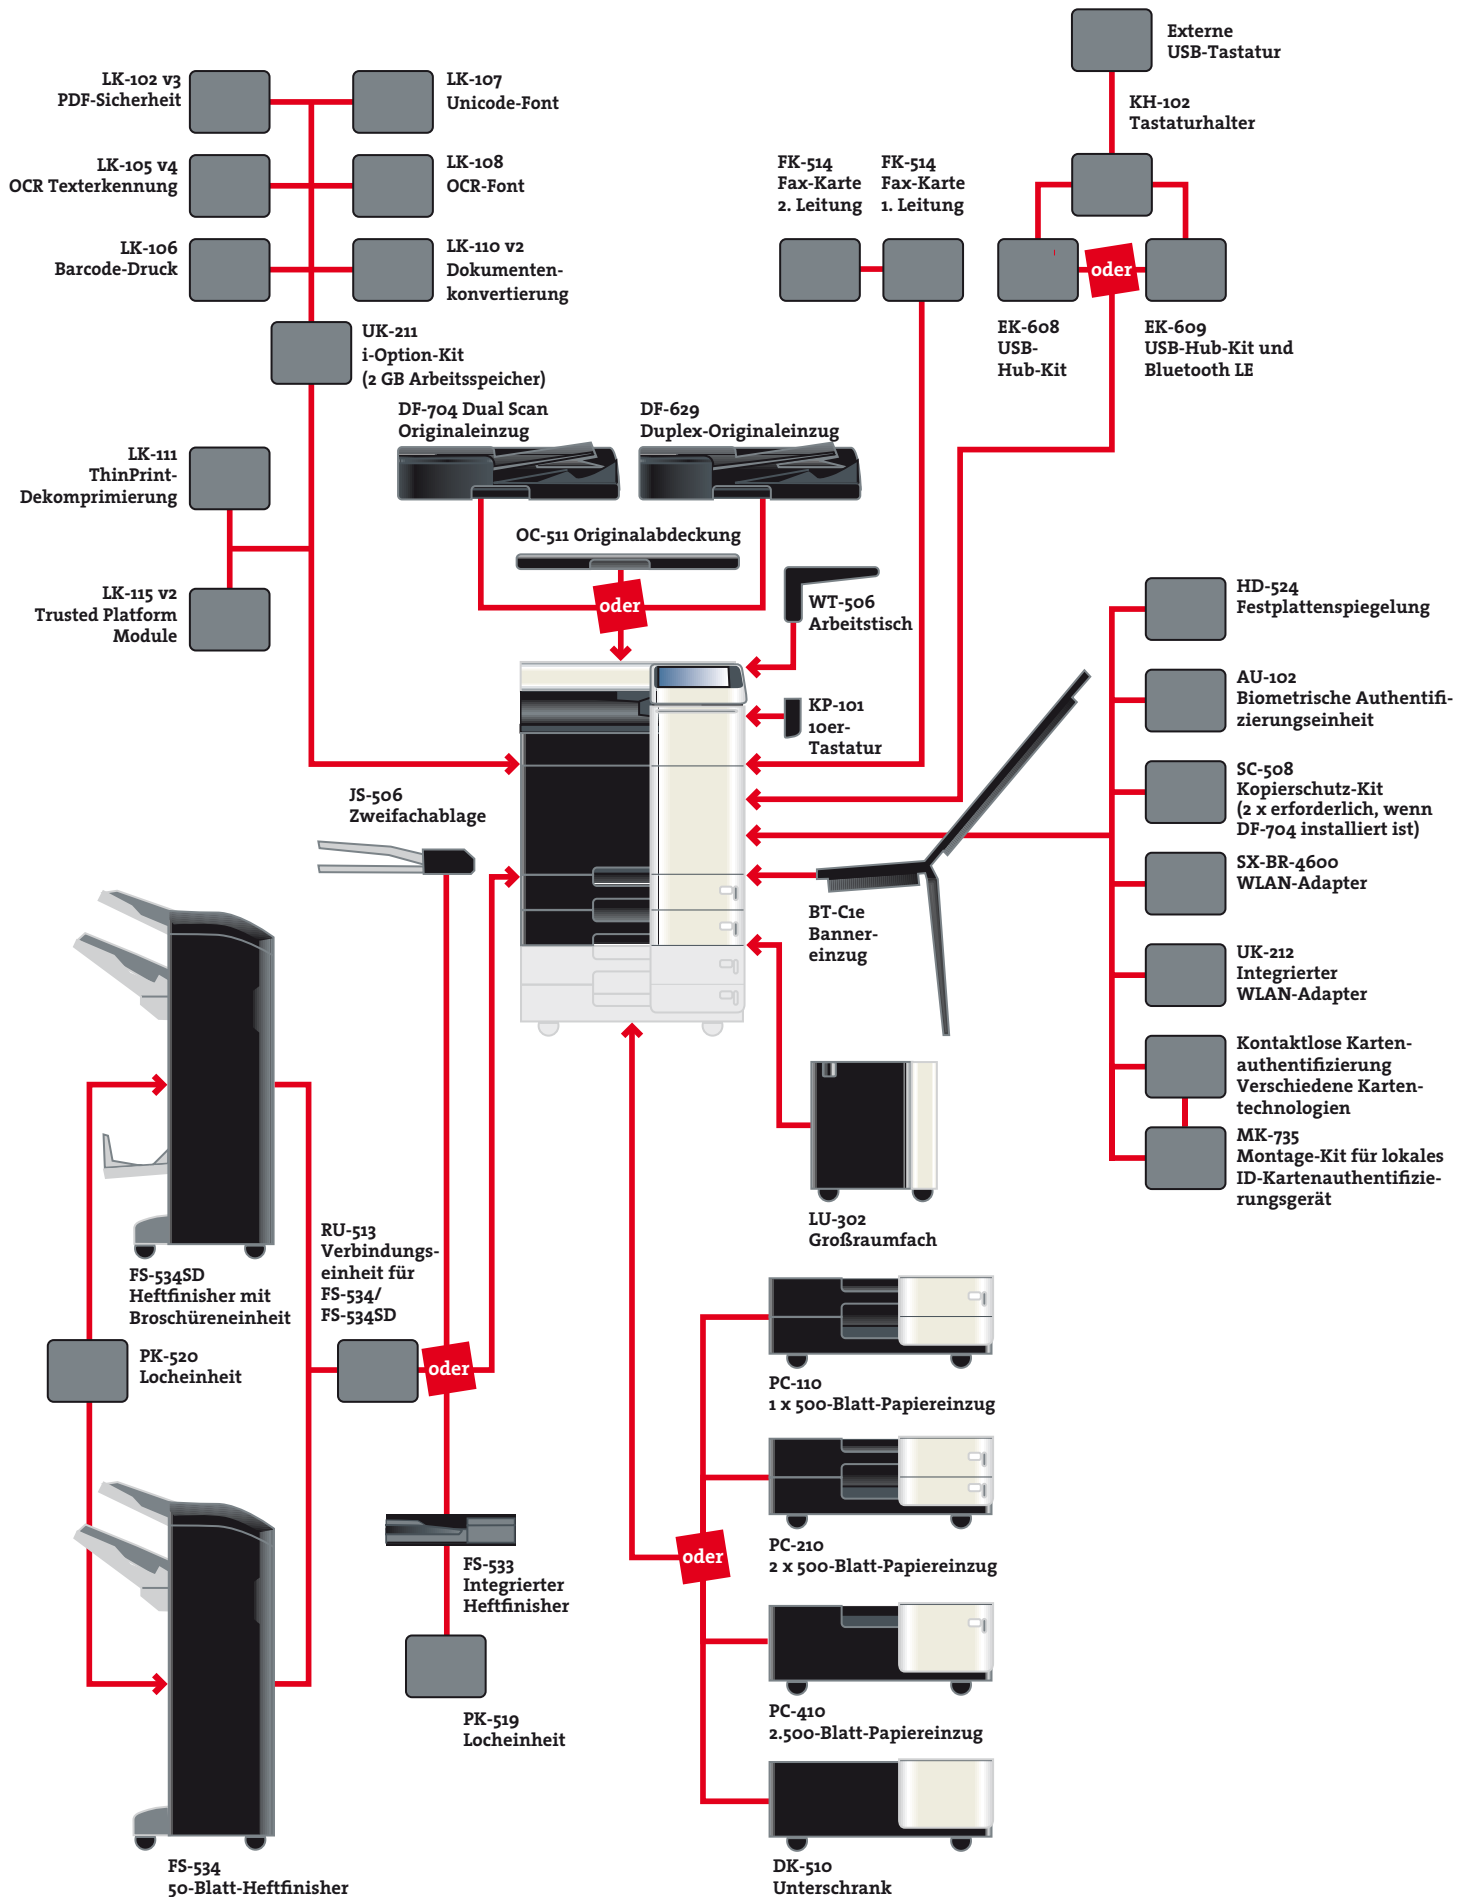 Externe
USB-Tastatur
KH-102
Tastaturhalter
LK-102 v3
PDF-Sicherheit
LK-107
Unicode-Font
LK-105 v4
OCR Texterkennung
LK-108
OCR-Font
LK-106
Barcode-Druck
LK-110 v2
Dokumenten-
konvertierung
FK-514
Fax-Karte
2. Leitung
FK-514
Fax-Karte
1. Leitung
oder
EK-608
USB-
Hub-Kit
EK-609
USB-Hub-Kit und
Bluetooth LE
UK-211
i-Option-Kit
(2 GB Arbeitsspeicher)
DF-704 Dual Scan
Originaleinzug
DF-629
Duplex-Originaleinzug
LK-111
ThinPrint-
Dekomprimierung
OC-511 Originalabdeckung
oder
LK-115 v2
Trusted Platform
Module
WT-506
Arbeitstisch
KP-101
10er-
Tastatur
HD-524
Festplattenspiegelung
AU-102
Biometrische Authentifi-
zierungseinheit
SC-508
Kopierschutz-Kit
(2 x erforderlich, wenn
DF-704 installiert ist)
SX-BR-4600
WLAN-Adapter
UK-212
Integrierter
WLAN-Adapter
Kontaktlose Karten-
authentifizierung
Verschiedene Karten-
technologien
MK-735
Montage-Kit für lokales
ID-Kartenauthentifizie-
rungsgerät
JS-506
Zweifachablage
BT-C1e
Banner-
einzug
LU-302
Großraumfach
FS-534SD
Heftfinisher mit
Broschüreneinheit
RU-513
Verbindungs-
einheit für
FS-534/
FS-534SD
PK-520
Locheinheit
oder
PC-110
1 x 500-Blatt-Papiereinzug
FS-533
Integrierter
Heftfinisher
oder
PC-210
2 x 500-Blatt-Papiereinzug
PK-519
Locheinheit
PC-410
2.500-Blatt-Papiereinzug
FS-534
50-Blatt-Heftfinisher
DK-510
Unterschrank